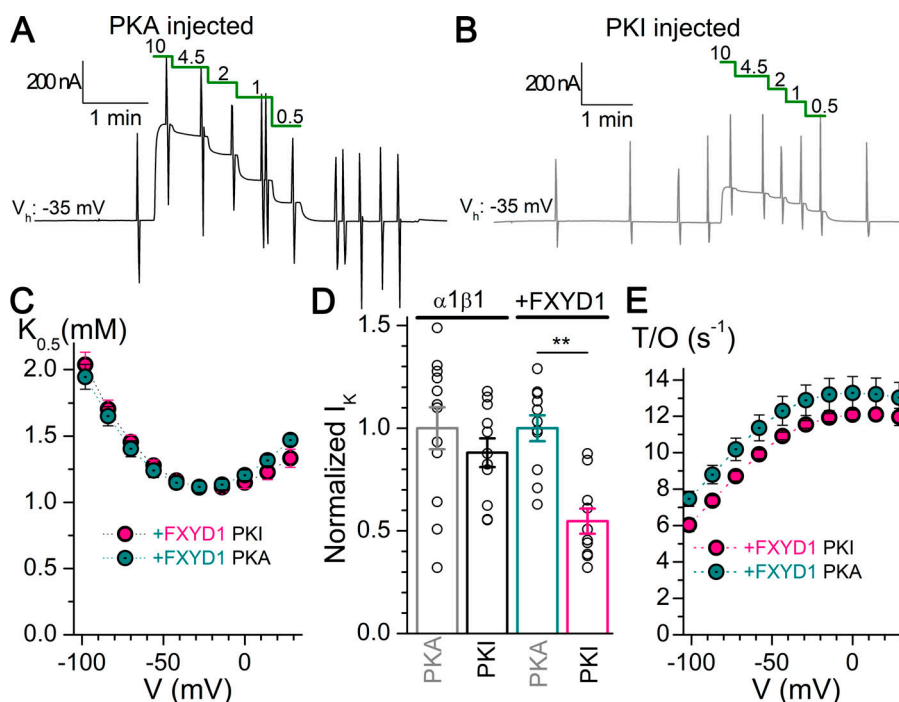 A PKA injected
10 4.5 2 1 0.5
200 nA
1 min
Vh: -35 mV
B PKI injected
10 4.5 2 1 0.5
200 nA
1 min
Vh: -35 mV
C
K0.5 (mM)
2.0
1.5
1.0
0.5
0.0
+FXYD1 PKI
+FXYD1 PKA
-100 -50 0
V (mV)
D
α1β1 +FXYD1
**
Normalized IK
1.5
1.0
0.5
0.0
PKA PKI PKA PKI
E
T/O (s-1)
14
12
10
8
6
4
2
0
+FXYD1 PKI
+FXYD1 PKA
-100 -50 0
V (mV)